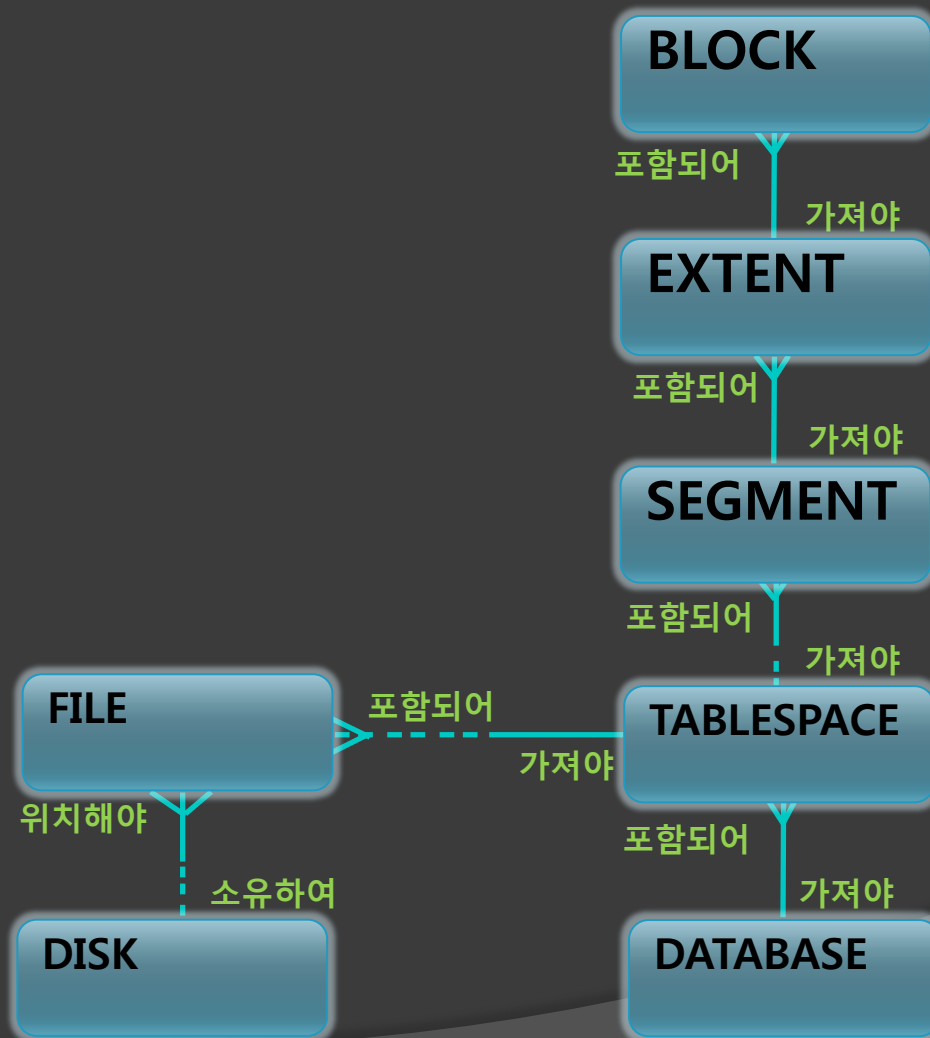 BLOCK
포함되어
가져야
EXTENT
포함되어
가져야
SEGMENT
포함되어
가져야
FILE
포함되어
TABLESPACE
가져야
위치해야
포함되어
소유하여
가져야
DISK
DATABASE